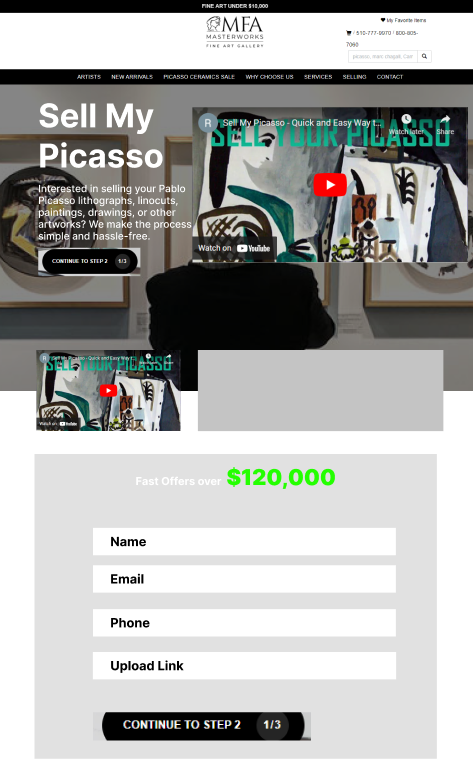 FINE ART UNDER $10,000
MFA
MASTERWORKS
FINE ART GALLERY
My Favorite Items
/ 510-777-9970 / 800-805-
7060
picasso, marc chagall, Cani
ARTISTS NEW ARRIVALS PICASSO CERAMICS SALE WHY CHOOSE US SERVICES SELLING CONTACT
Sell My
Picasso
Interested in selling your Pablo
Picasso lithographs, linocuts,
paintings, drawings, or other
artworks? We make the process
simple and hassle-free.
CONTINUE TO STEP 2 1/3
R Sell My Picasso - Quick and Easy Way t...
Watch later Share
SELL YOUR PICASSO
Watch on YouTube
Sell My Picasso - Quick and Easy Way t...
SELL YOUR PICASSO
Watch on YouTube
Fast Offers over $120,000
Name
Email
Phone
Upload Link
CONTINUE TO STEP 2 1/3